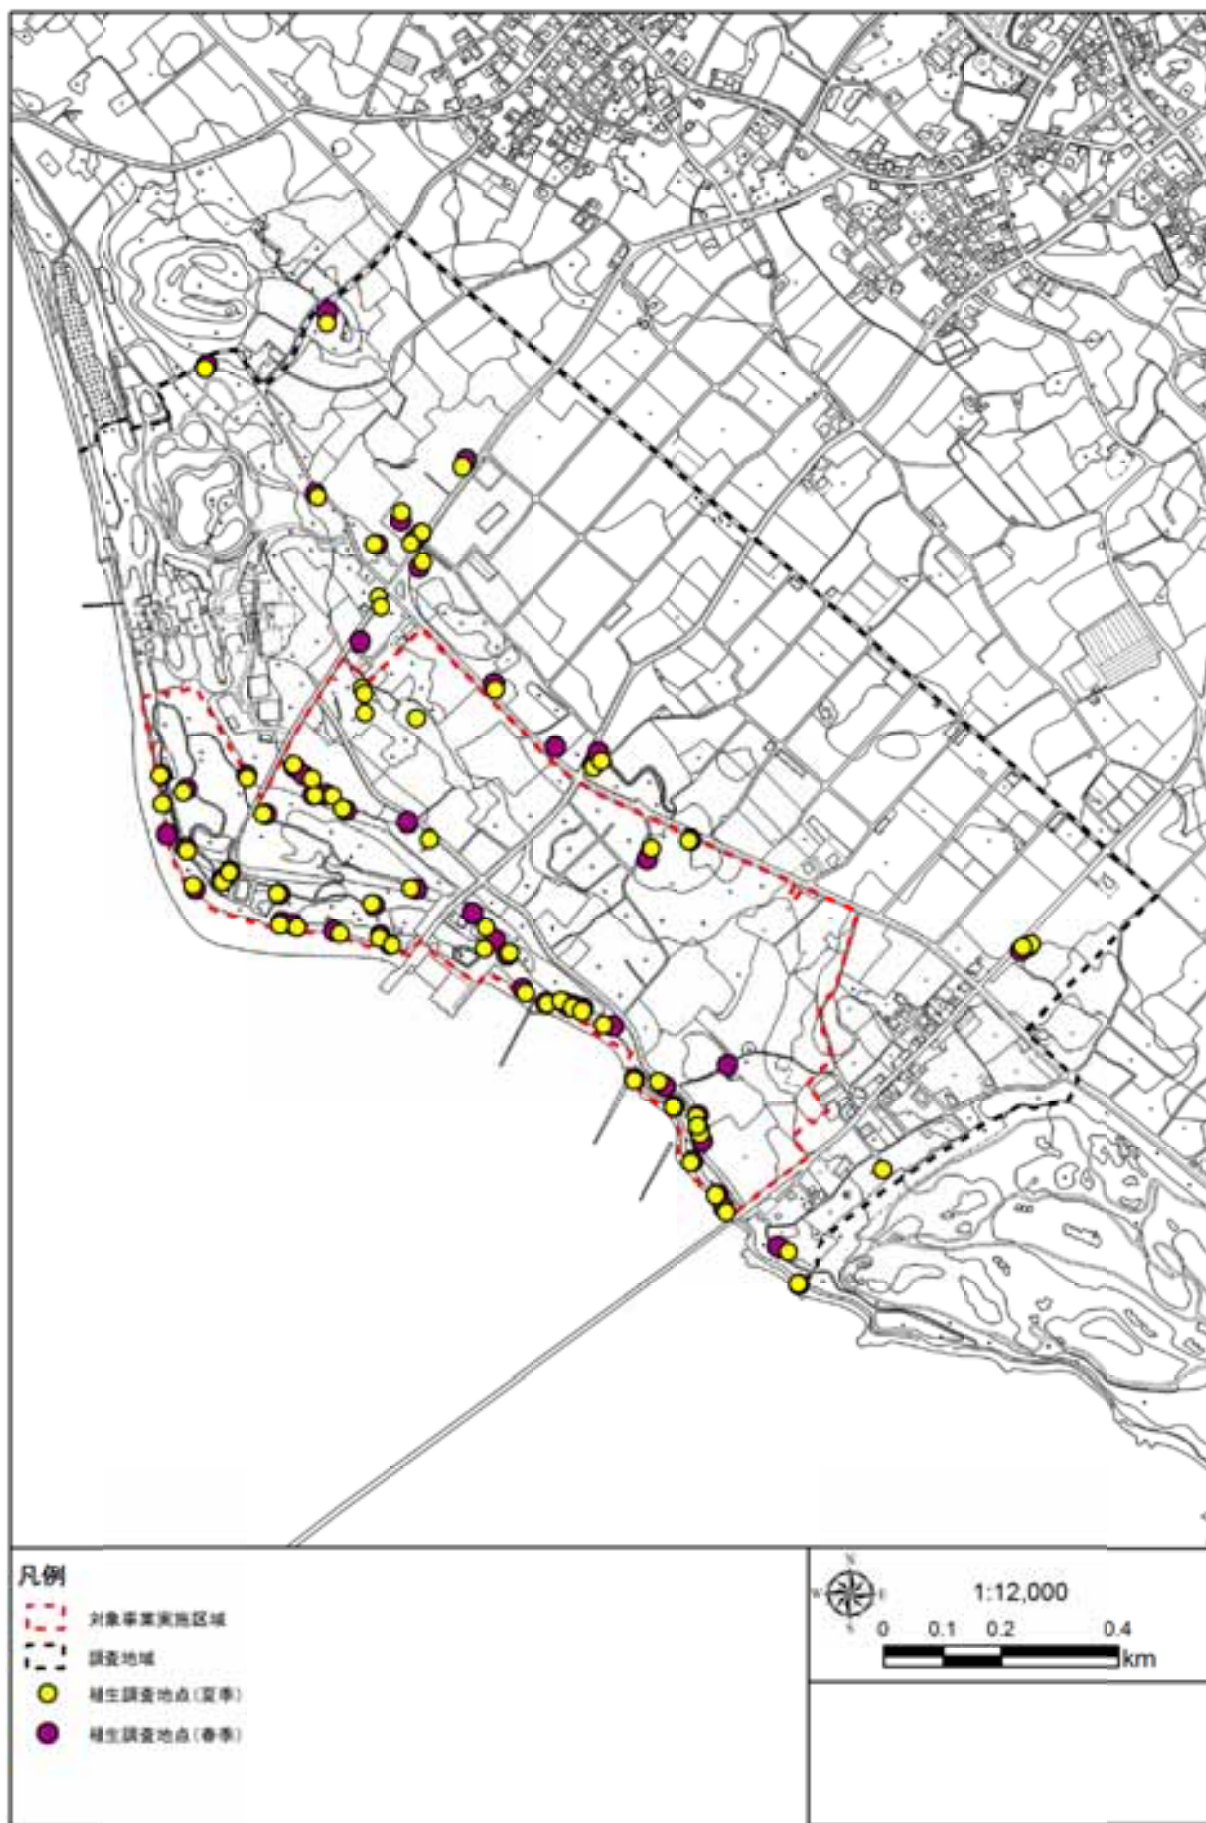 凡例
対象事業実施区域
調査地域
植生調査地点(夏季)
植生調査地点(春季)
N
W E
S
1:12,000
0 0.1 0.2 0.4
km